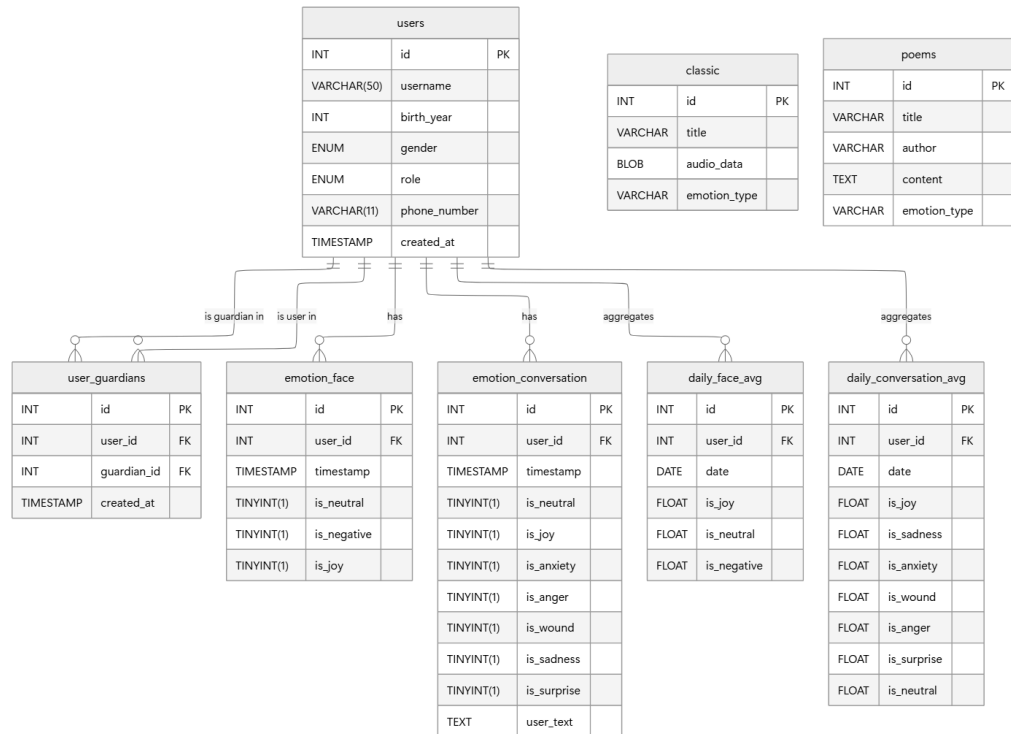 users
INT id PK
VARCHAR(50) username
INT birth_year
ENUM gender
ENUM role
VARCHAR(11) phone_number
TIMESTAMP created_at
classic
INT id PK
VARCHAR title
BLOB audio_data
VARCHAR emotion_type
poems
INT id PK
VARCHAR title
VARCHAR author
TEXT content
VARCHAR emotion_type
is guardian in
is user in
has
has
aggregates
aggregates
user_guardians
INT id PK
INT user_id FK
INT guardian_id FK
TIMESTAMP created_at
emotion_face
INT id PK
INT user_id FK
TIMESTAMP timestamp
TINYINT(1) is_neutral
TINYINT(1) is_negative
TINYINT(1) is_joy
emotion_conversation
INT id PK
INT user_id FK
TIMESTAMP timestamp
TINYINT(1) is_neutral
TINYINT(1) is_joy
TINYINT(1) is_anxiety
TINYINT(1) is_anger
TINYINT(1) is_wound
TINYINT(1) is_sadness
TINYINT(1) is_surprise
TEXT user_text
daily_face_avg
INT id PK
INT user_id FK
DATE date
FLOAT is_joy
FLOAT is_neutral
FLOAT is_negative
daily_conversation_avg
INT id PK
INT user_id FK
DATE date
FLOAT is_joy
FLOAT is_sadness
FLOAT is_anxiety
FLOAT is_wound
FLOAT is_anger
FLOAT is_surprise
FLOAT is_neutral